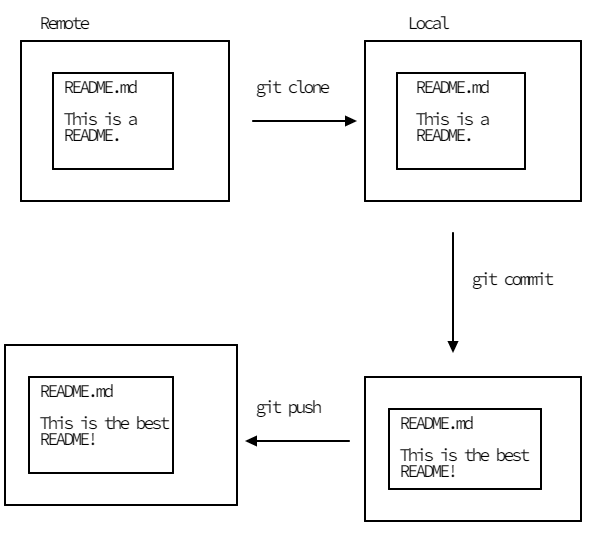 Remote
Local
README.md
This is a
README.
git clone
README.md
This is a
README.
git commit
README.md
This is the best
README!
git push
README.md
This is the best
README!